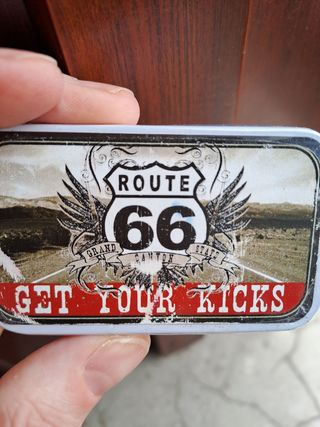 ROUTE
66
GRAND CANYON STATE
GET YOUR KICKS